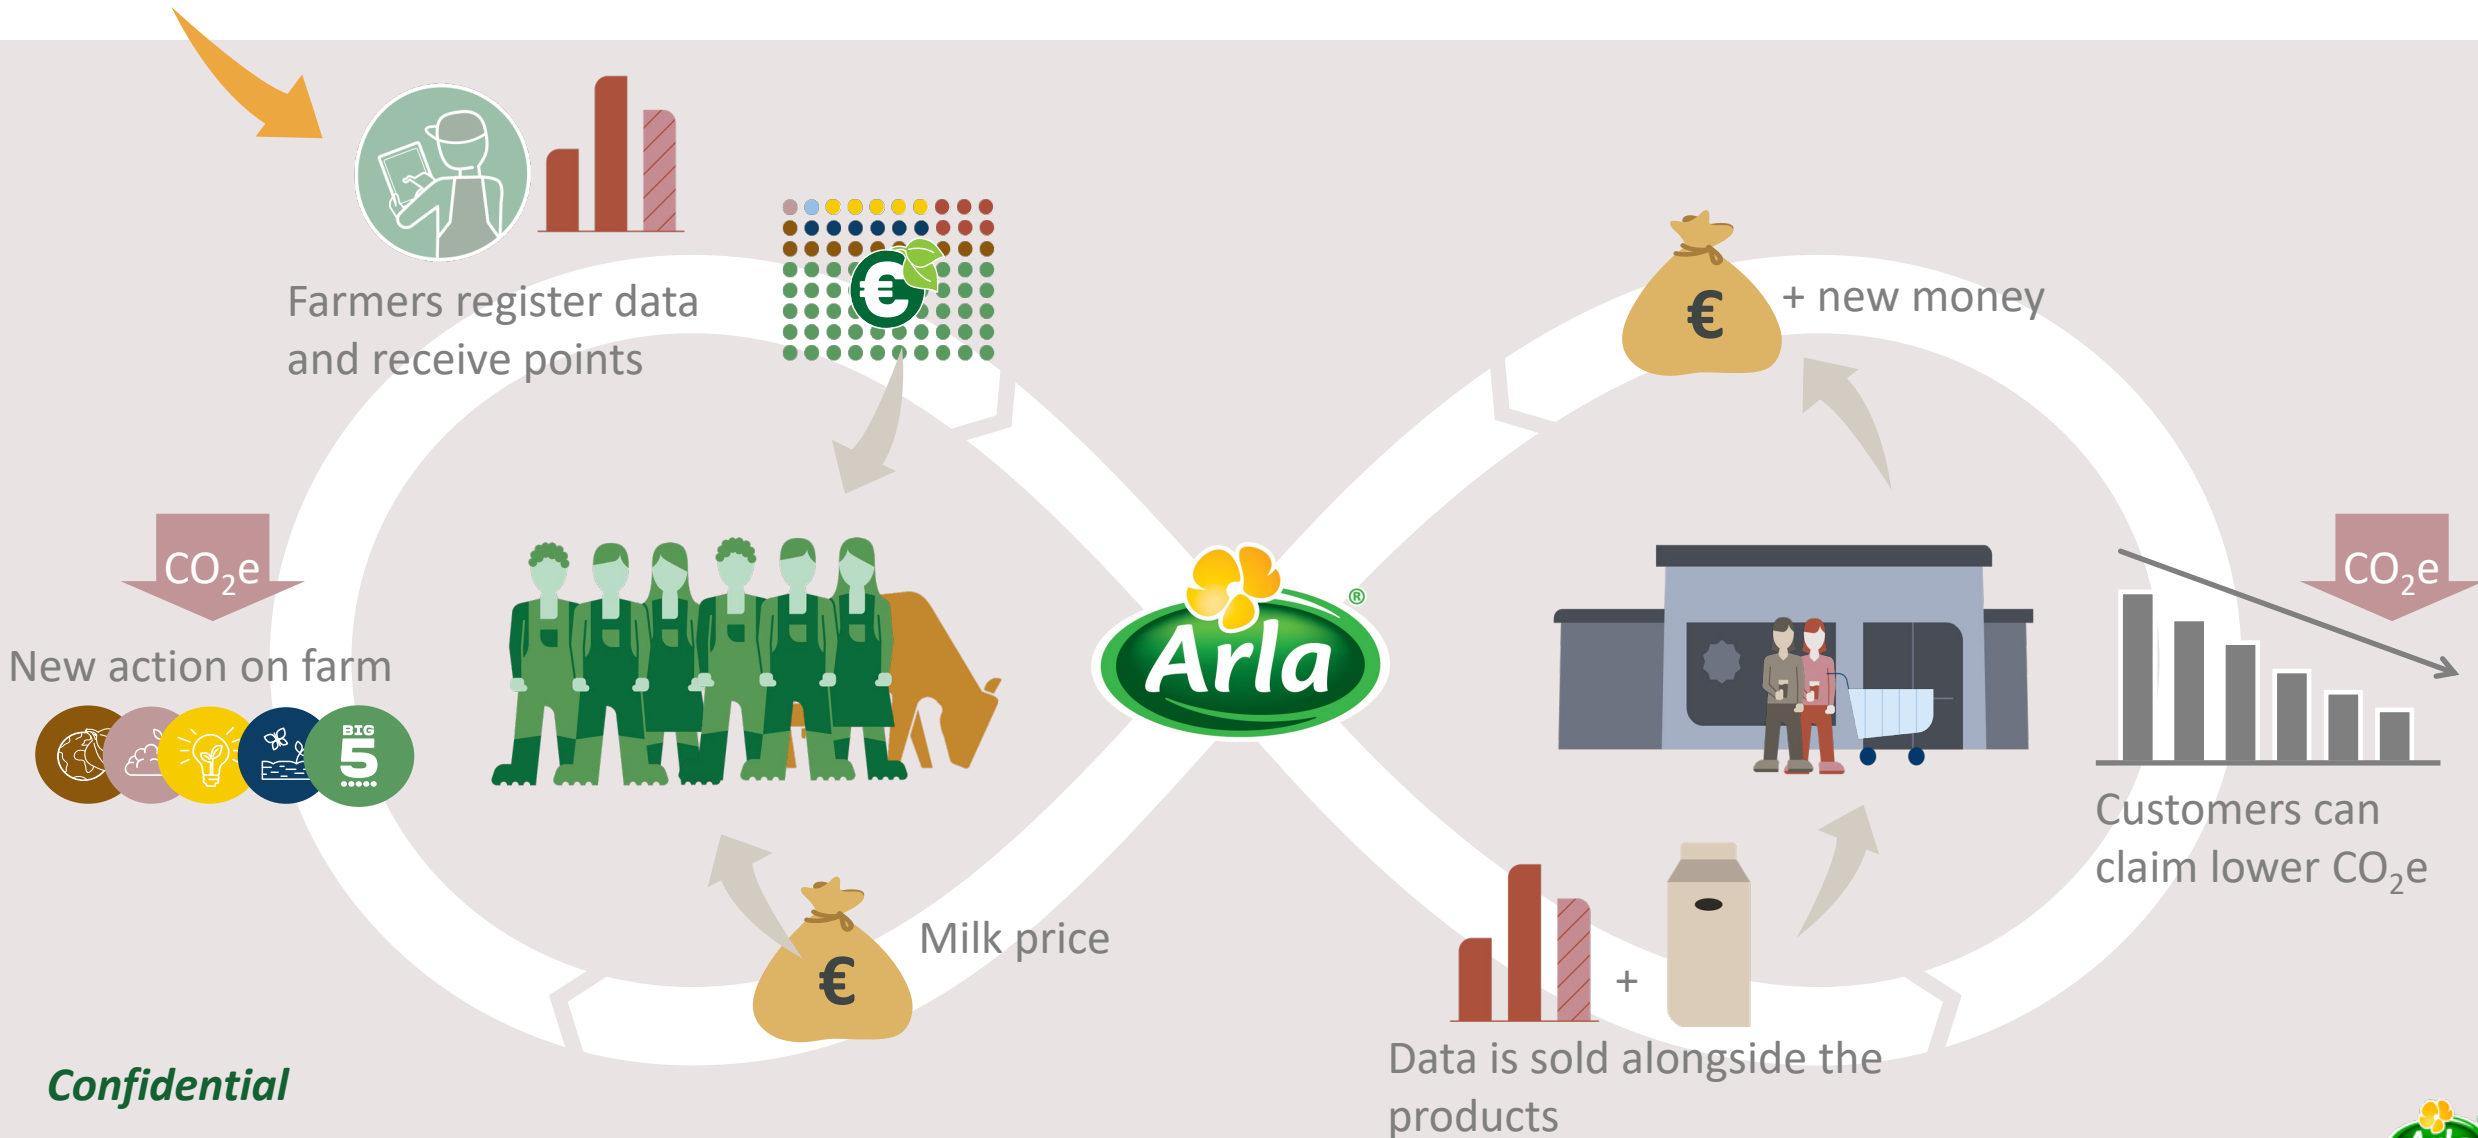 Farmers register data
and receive points
€
€
+ new money
CO₂e
New action on farm
BIG
5
Arla
®
CO₂e
Customers can
claim lower CO₂e
€
Milk price
+
Data is sold alongside the
products
Confidential